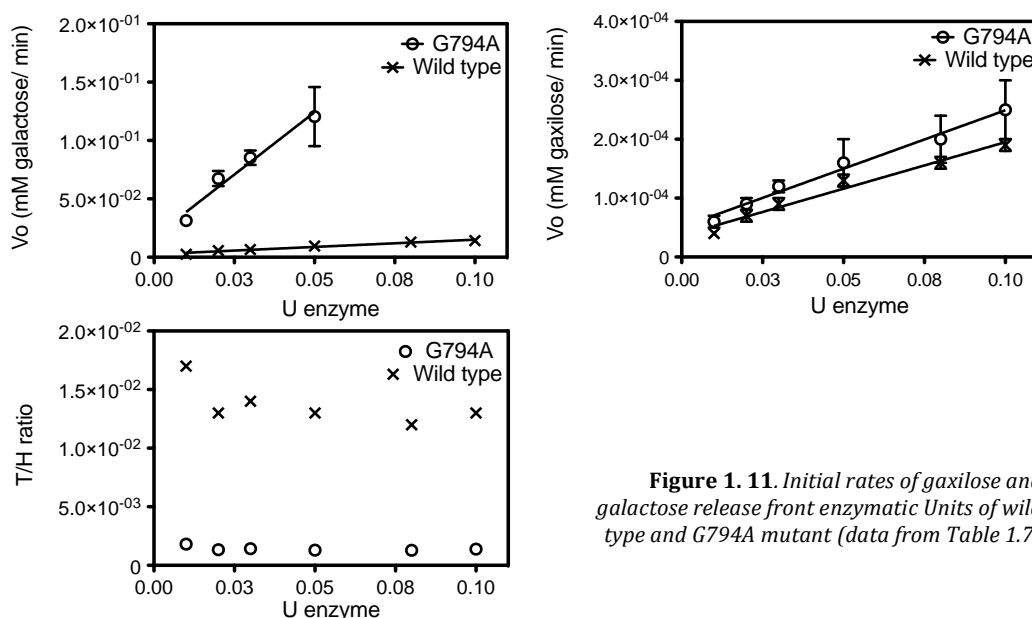 2.0×10-01
1.5×10-01
1.0×10-01
5.0×10-02
0
Vo (mM galactose/ min)
G794A
Wild type
0.00
0.03
0.05
0.08
0.10
U enzyme
4.0×10-04
3.0×10-04
2.0×10-04
1.0×10-04
0
Vo (mM gaxilose/ min)
G794A
Wild type
0.00
0.03
0.05
0.08
0.10
U enzyme
2.0×10-02
1.5×10-02
1.0×10-02
5.0×10-03
0
T/H ratio
G794A
Wild type
0.00
0.03
0.05
0.08
0.10
U enzyme
Figure 1. 11. Initial rates of gaxilose and
galactose release front enzymatic Units of wild
type and G794A mutant (data from Table 1.7